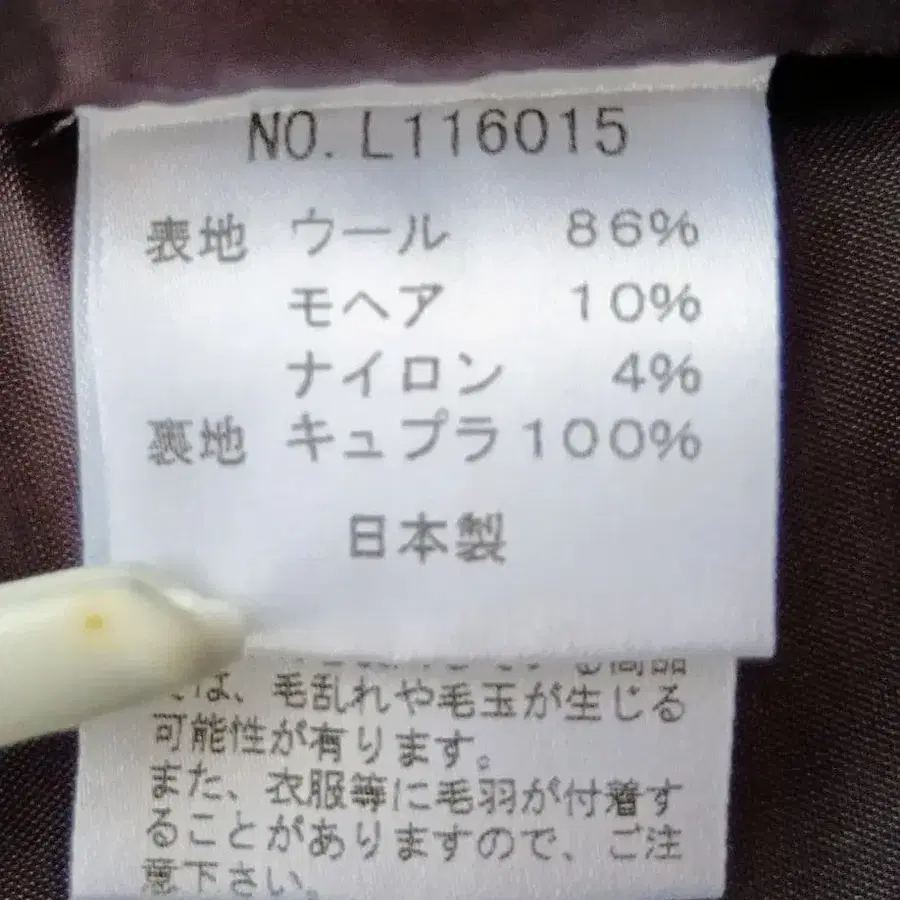 NO. L116015
表地 ウール 86%
モヘア 10%
ナイロン 4%
裏地 キュプラ 100%
日本製
商品
は、毛乱れや毛玉が生じる
可能性が有ります。
また、衣服等に毛羽が付着す
ることがありますので、ご注
意下さい。